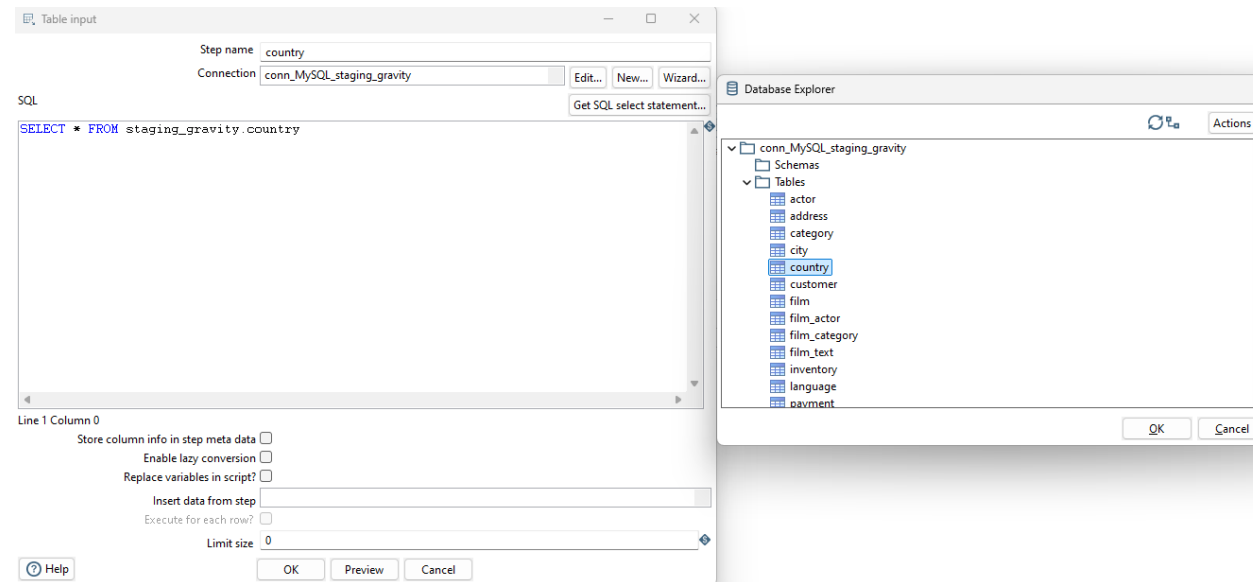 Table input
Step name country
Connection conn_MySQL_staging_gravity Edit... New... Wizard...
SQL Get SQL select statement...
SELECT * FROM staging_gravity.country
Line 1 Column 0
Store column info in step meta data
Enable lazy conversion
Replace variables in script?
Insert data from step
Execute for each row?
Limit size 0
Help OK Preview Cancel
Database Explorer
Actions
conn_MySQL_staging_gravity
Schemas
Tables
actor
address
category
city
country
customer
film
film_actor
film_category
film_text
inventory
language
payment
OK Cancel